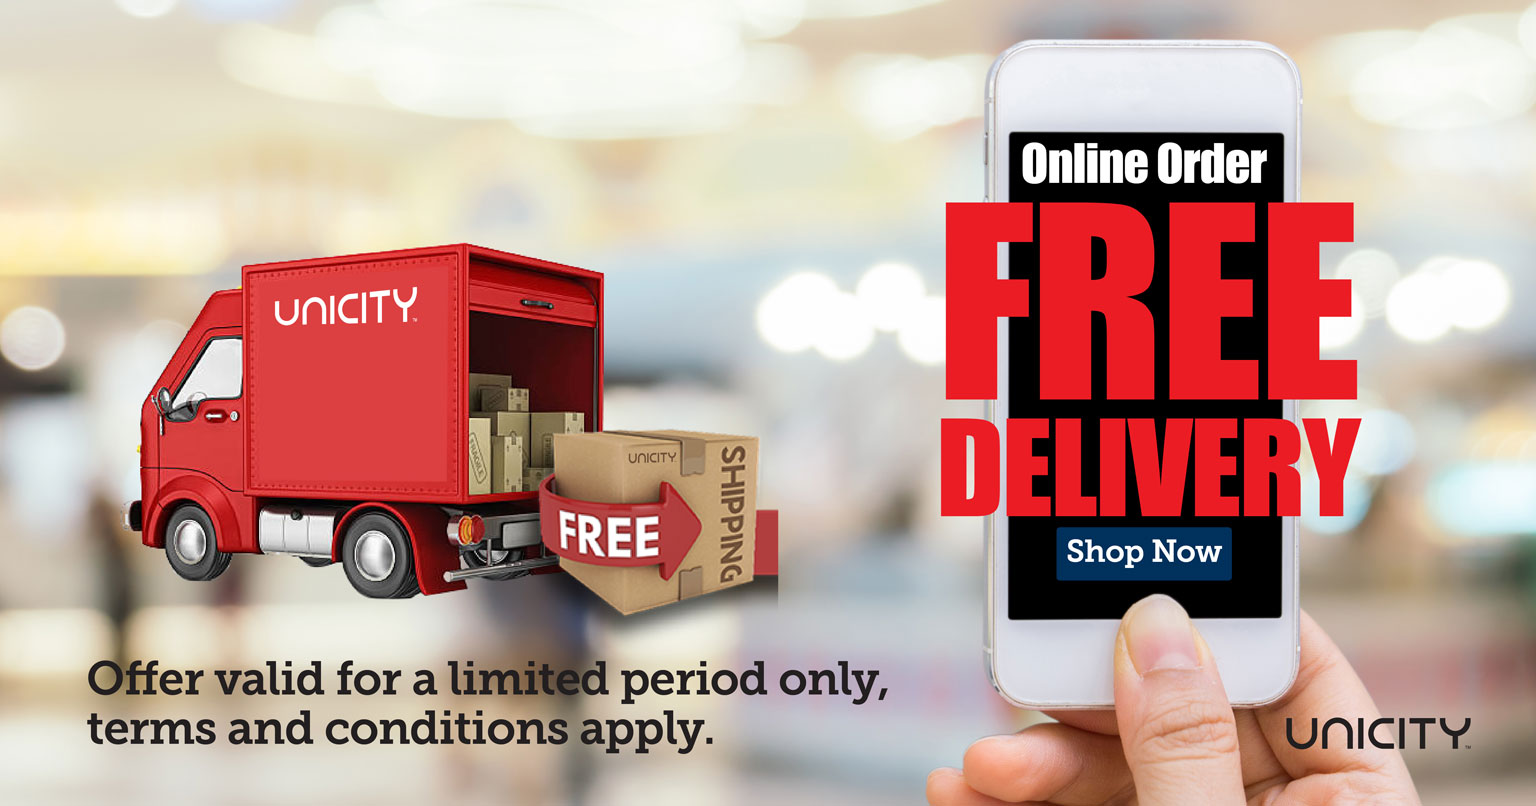 UNICITY
FRAGILE
UNICITY
SHIPPING
FREE
Offer valid for a limited period only,
terms and conditions apply.
Online Order
FREE
DELIVERY
Shop Now
UNICITY